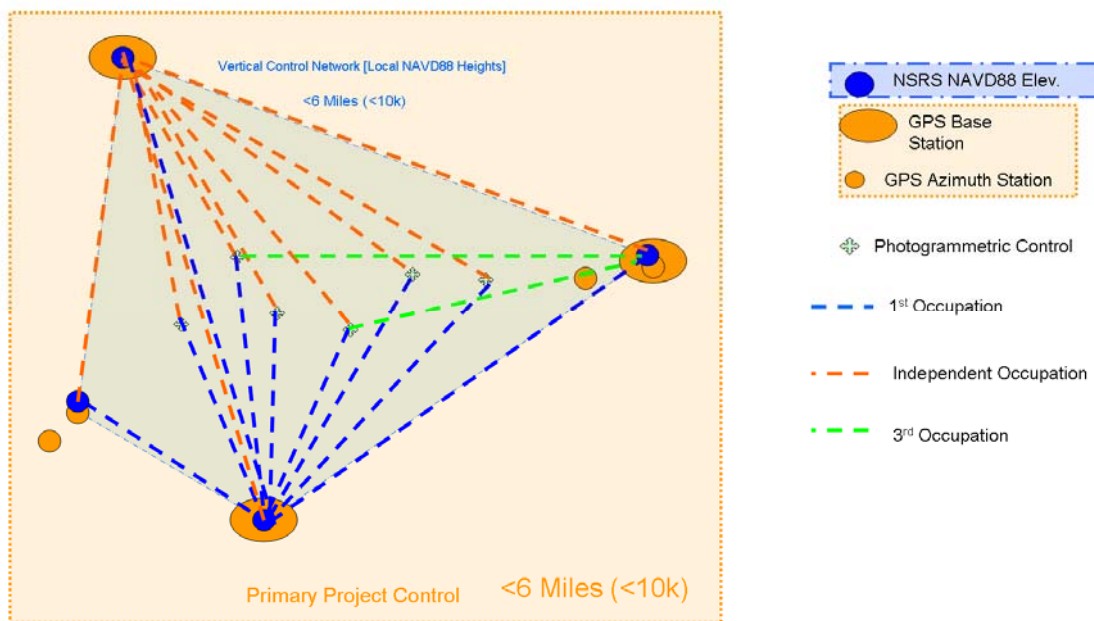 Vertical Control Network [Local NAVD88 Heights]
<6 Miles (<10k)
Primary Project Control
<6 Miles (<10k)
NSRS NAVD88 Elev.
GPS Base
Station
GPS Azimuth Station
Photogrammetric Control
1st Occupation
Independent Occupation
3rd Occupation